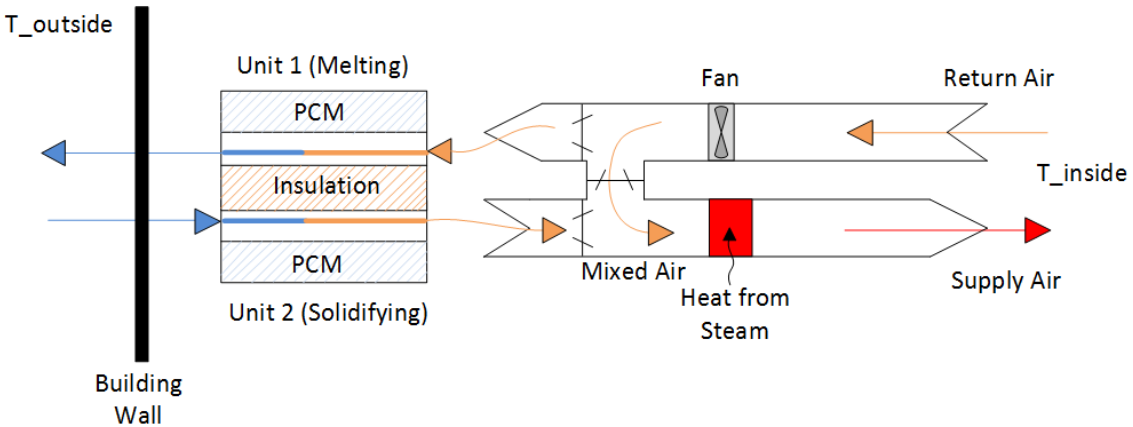 T_outside
Unit 1 (Melting)
PCM
Insulation
PCM
Unit 2 (Solidifying)
Building
Wall
Fan
Return Air
T_inside
Mixed Air
Heat from
Steam
Supply Air